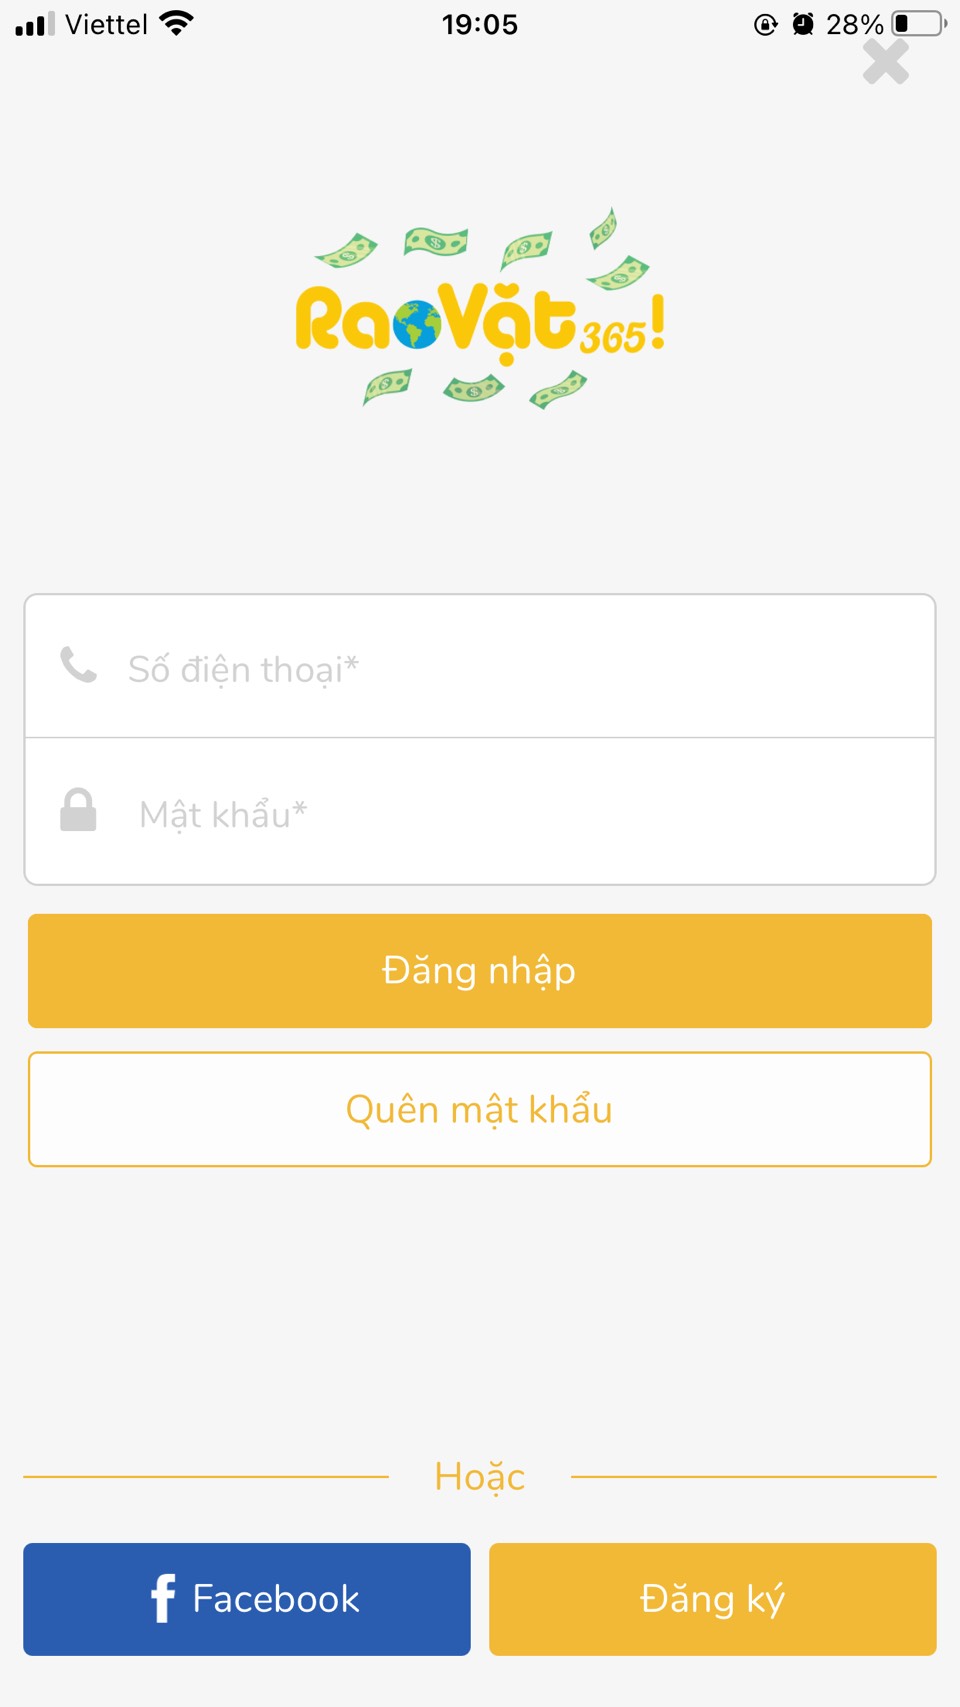 Viettel 19:05 28%
RaoVặt365!
Số điện thoại*
Mật khẩu*
Đăng nhập
Quên mật khẩu
Hoặc
f Facebook
Đăng ký